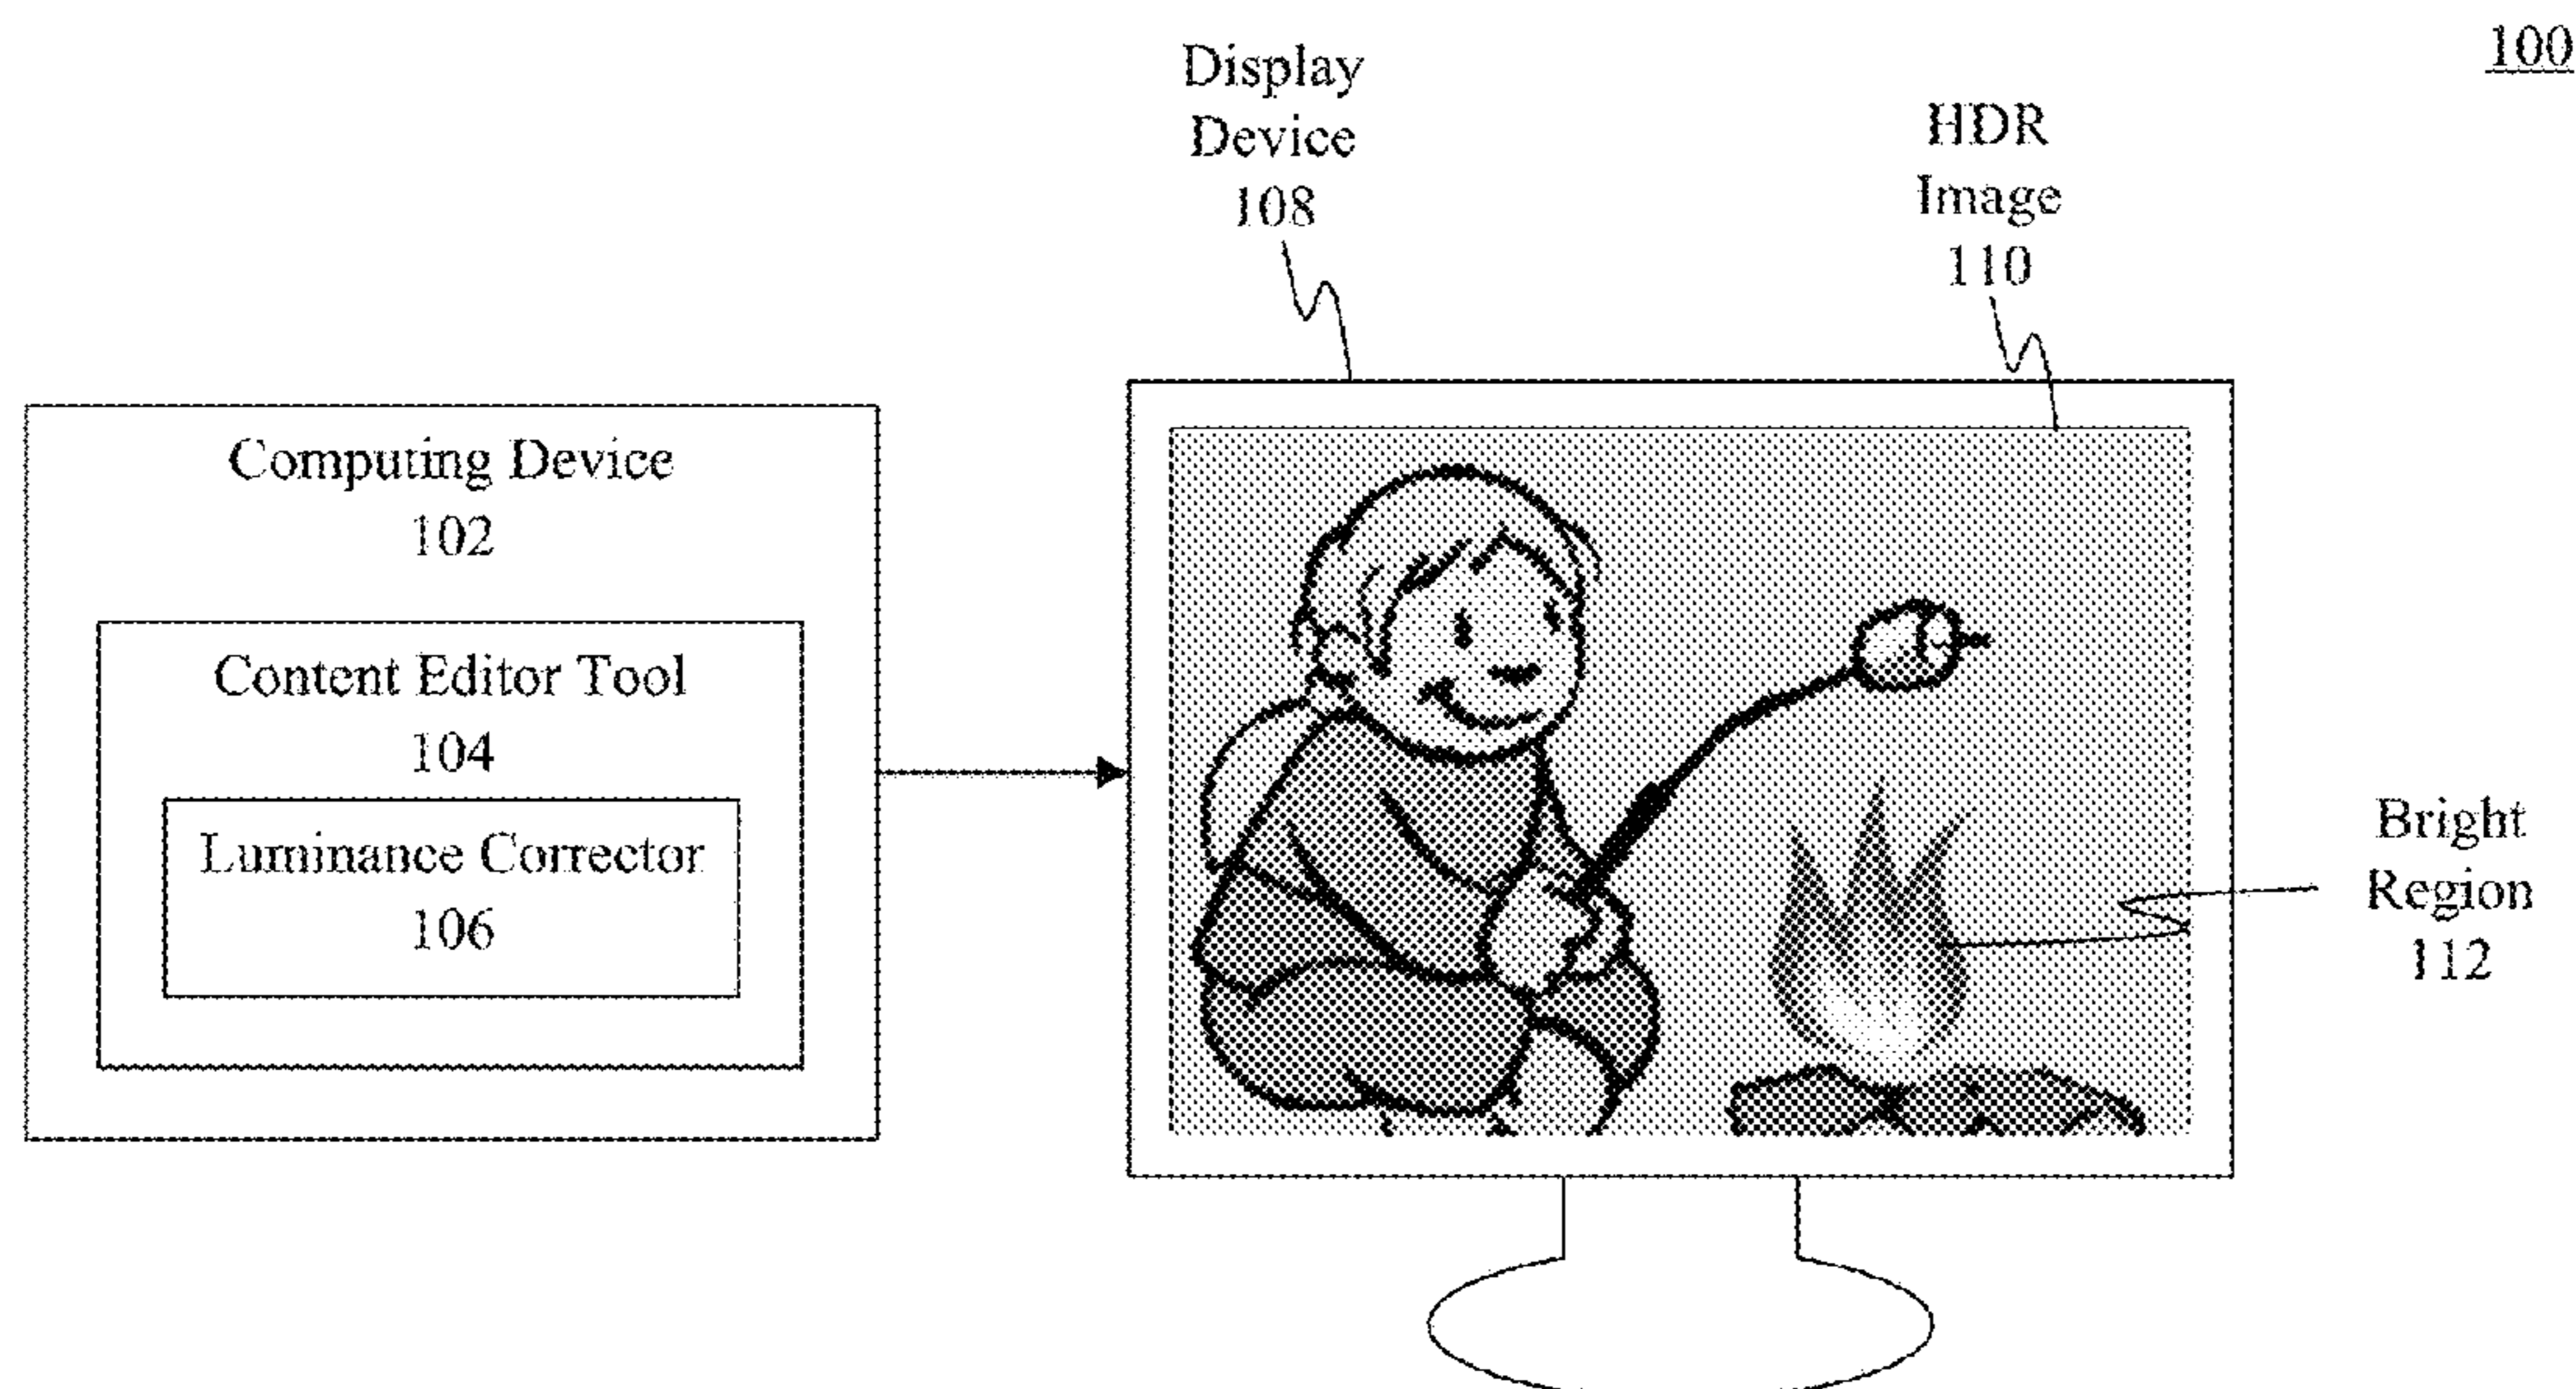 100
Display
Device
108
HDR
Image
110
Computing Device
102
Content Editor Tool
104
Luminance Corrector
106
Bright
Region
112